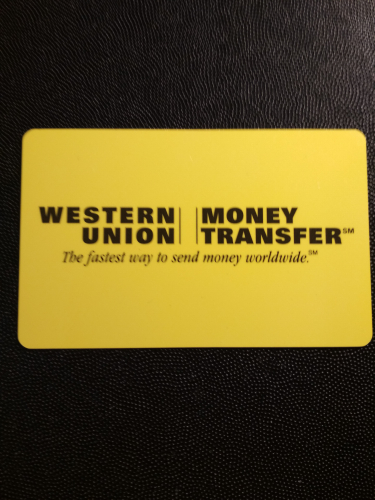 WESTERN UNION | | MONEY TRANSFER℠
The fastest way to send money worldwide.℠